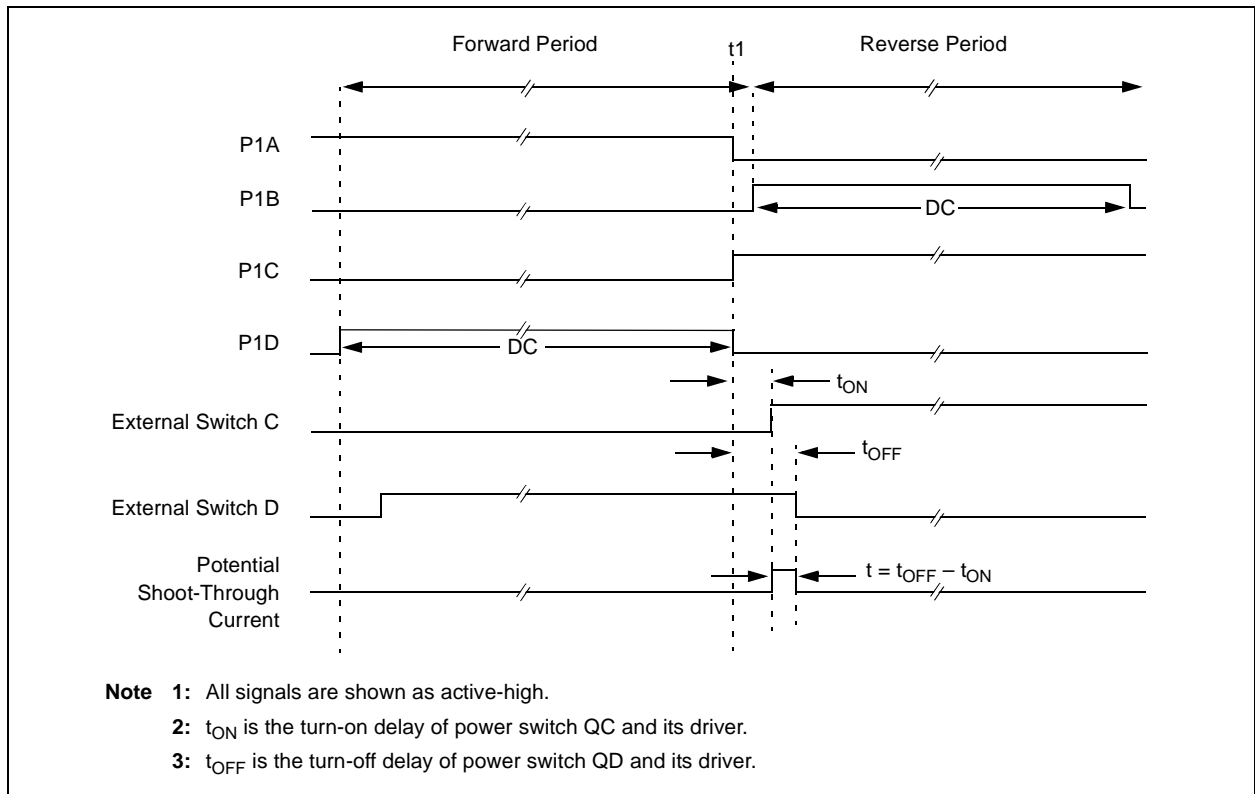 Forward Period
t1
Reverse Period
P1A
P1B
DC
P1C
P1D
DC
tON
External Switch C
tOFF
External Switch D
Potential
Shoot-Through
Current
t = tOFF – tON
Note 1: All signals are shown as active-high.
2: tON is the turn-on delay of power switch QC and its driver.
3: tOFF is the turn-off delay of power switch QD and its driver.